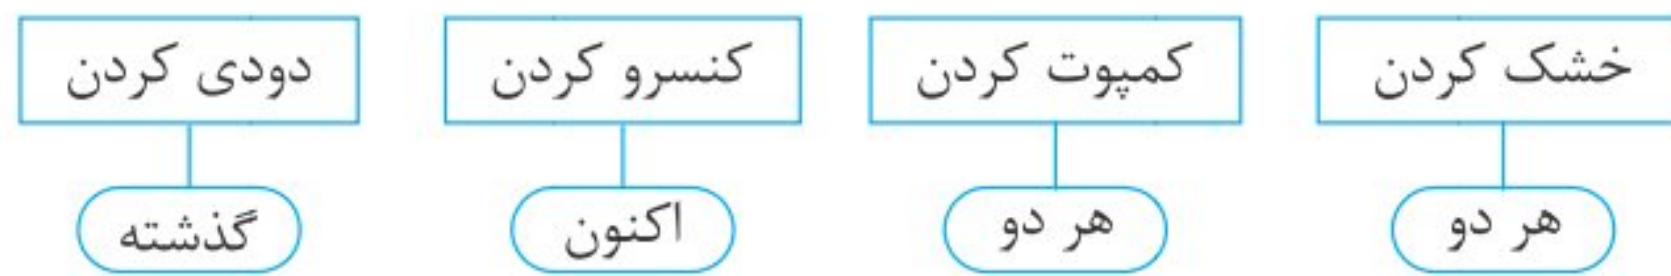 خشک کردن
کمپوت کردن
کنسرو کردن
دودی کردن
هر دو
هر دو
اکنون
گذشته